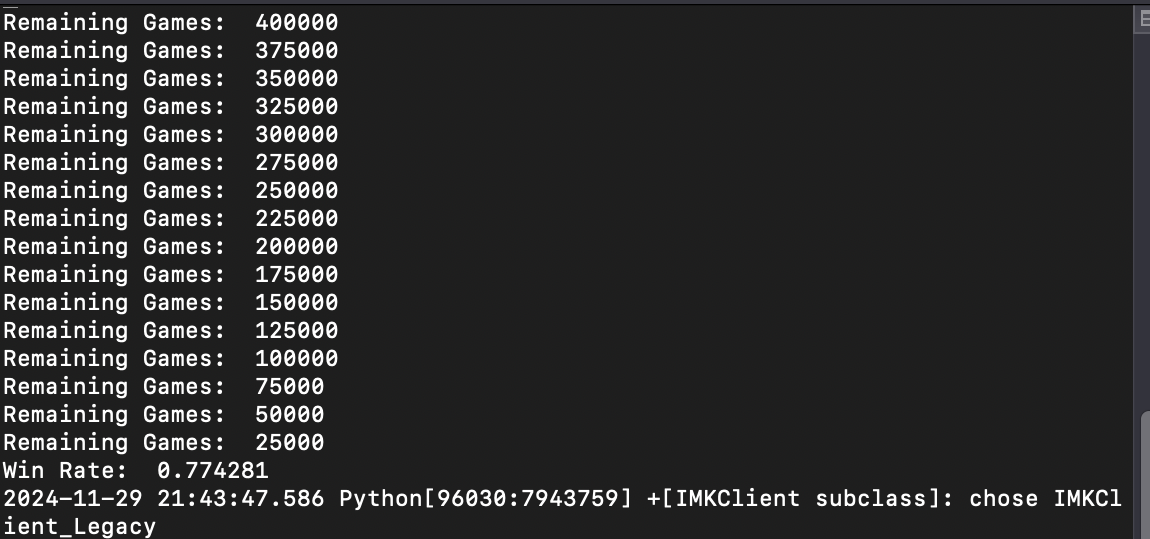 Remaining Games:  400000
Remaining Games:  375000
Remaining Games:  350000
Remaining Games:  325000
Remaining Games:  300000
Remaining Games:  275000
Remaining Games:  250000
Remaining Games:  225000
Remaining Games:  200000
Remaining Games:  175000
Remaining Games:  150000
Remaining Games:  125000
Remaining Games:  100000
Remaining Games:  75000
Remaining Games:  50000
Remaining Games:  25000
Win Rate:  0.774281
2024-11-29 21:43:47.586 Python[96030:7943759] +[IMKClient subclass]: chose IMKCl
ient_Legacy